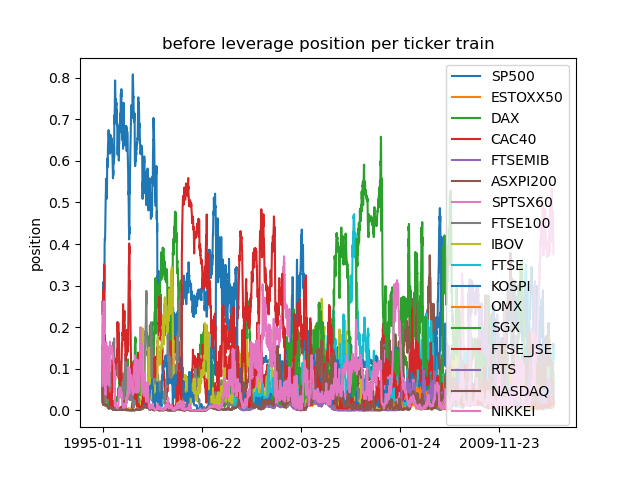 before leverage position per ticker train
position
0.8
0.7
0.6
0.5
0.4
0.3
0.2
0.1
0.0
1995-01-11 1998-06-22 2002-03-25 2006-01-24 2009-11-23
SP500
ESTOXX50
DAX
CAC40
FTSEMIB
ASXPI200
SPTSX60
FTSE100
IBOV
FTSE
KOSPI
OMX
SGX
FTSE_JSE
RTS
NASDAQ
NIKKEI